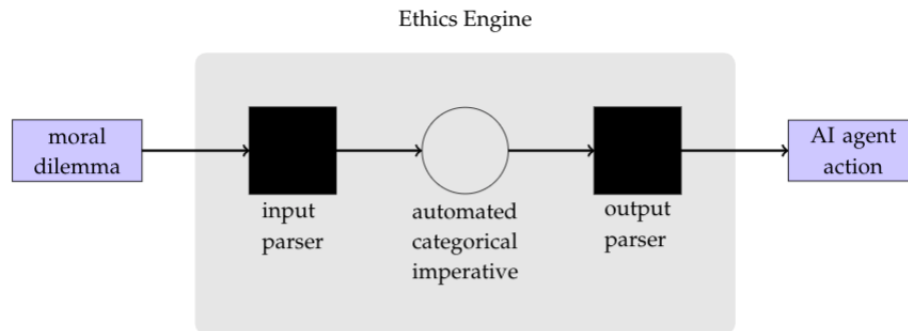 Ethics Engine
moral
dilemma
input
parser
automated
categorical
imperative
output
parser
AI agent
action